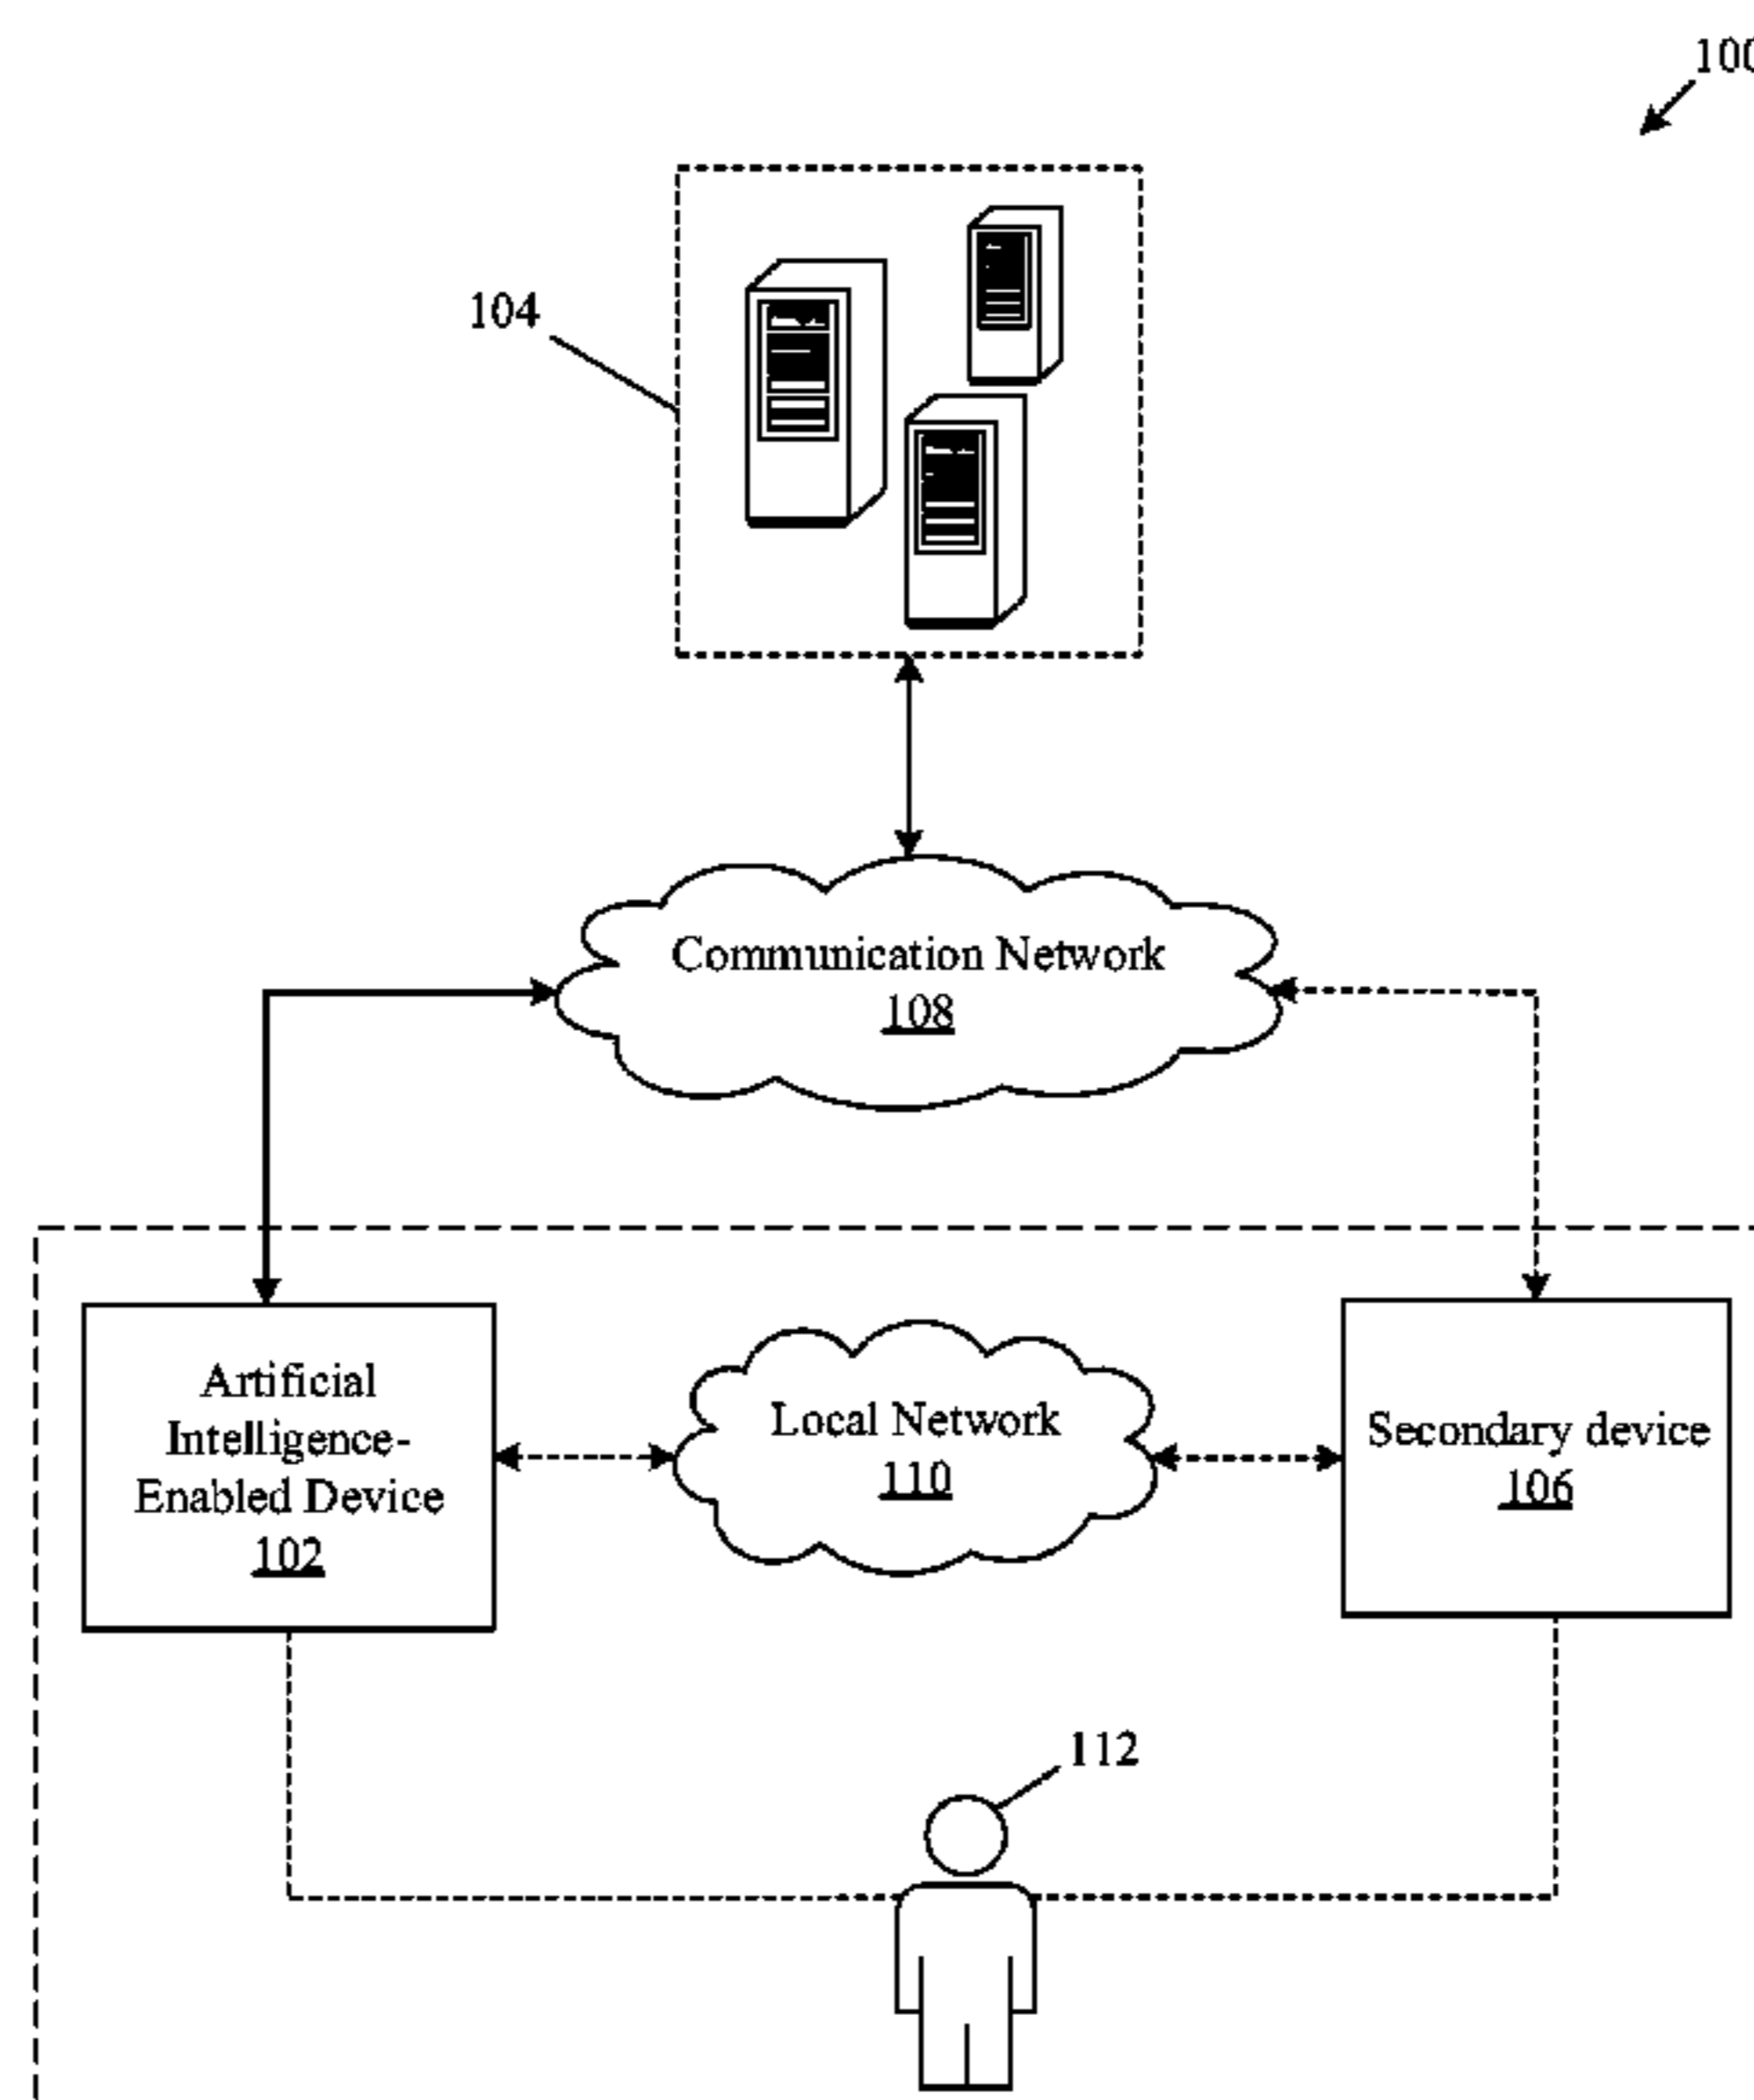 100
104
Communication Network
108
Artificial
Intelligence-
Enabled Device
102
Local Network
110
Secondary device
106
112